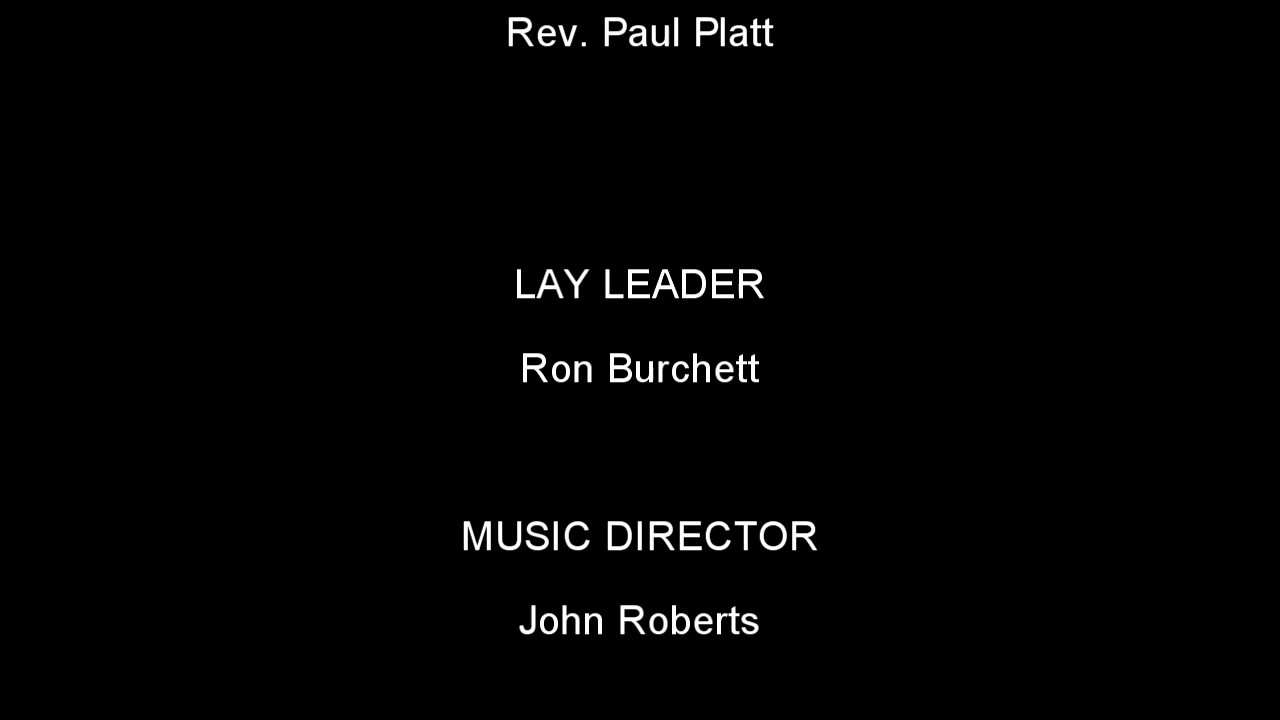 Rev. Paul Platt
LAY LEADER
Ron Burchett
MUSIC DIRECTOR
John Roberts